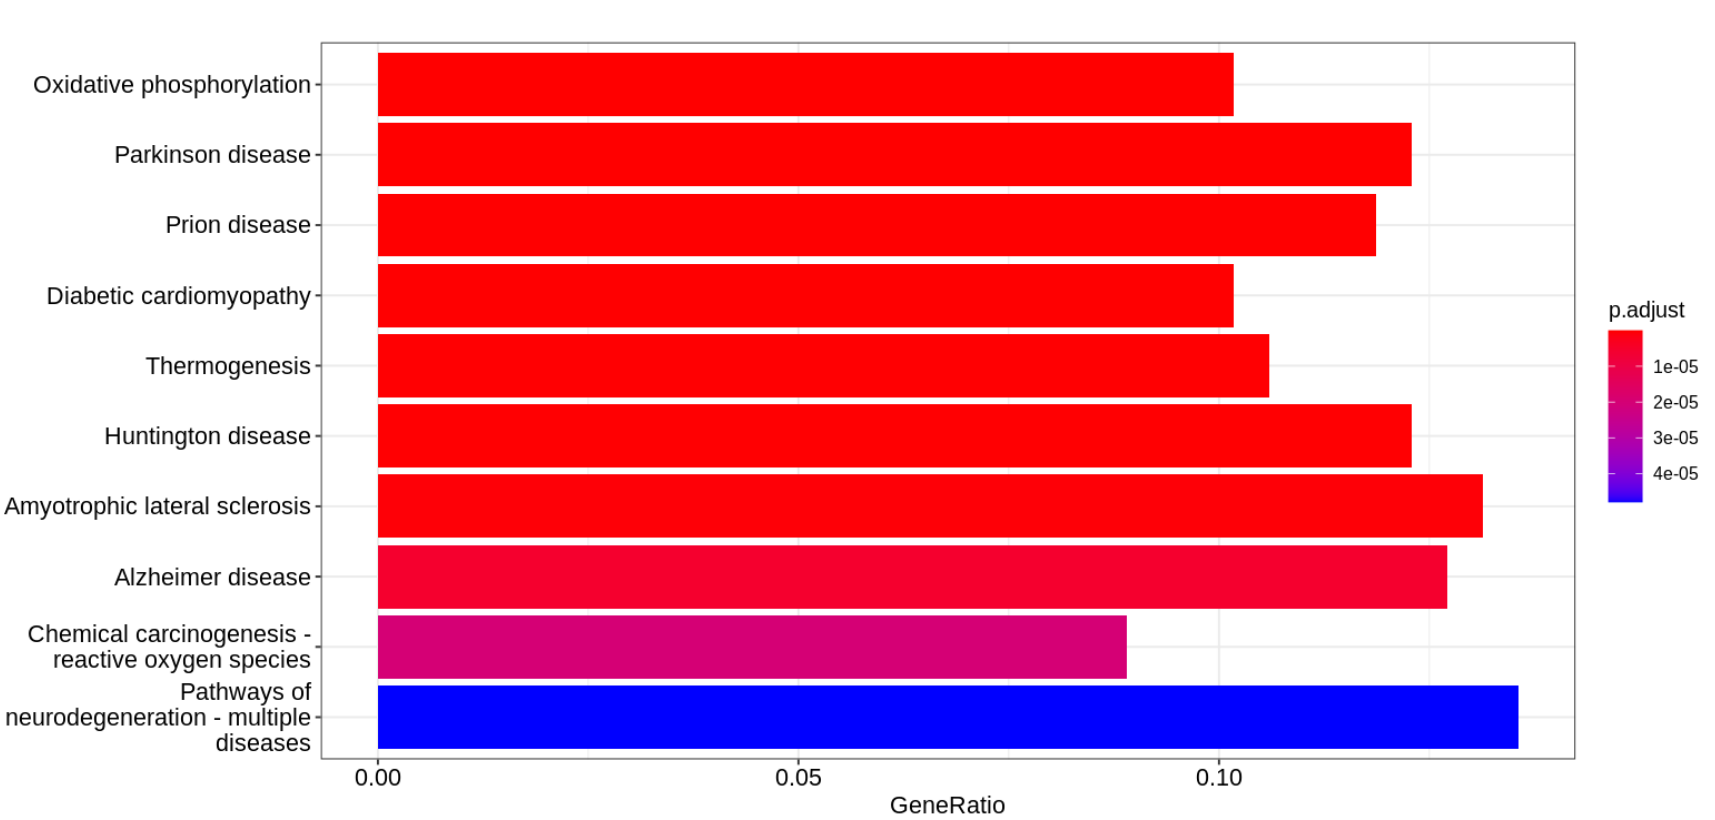 Oxidative phosphorylation
Parkinson disease
Prion disease
Diabetic cardiomyopathy
Thermogenesis
Huntington disease
Amyotrophic lateral sclerosis
Alzheimer disease
Chemical carcinogenesis -
reactive oxygen species
Pathways of
neurodegeneration - multiple
diseases
0.00
0.05
0.10
GeneRatio
p.adjust
1e-05
2e-05
3e-05
4e-05